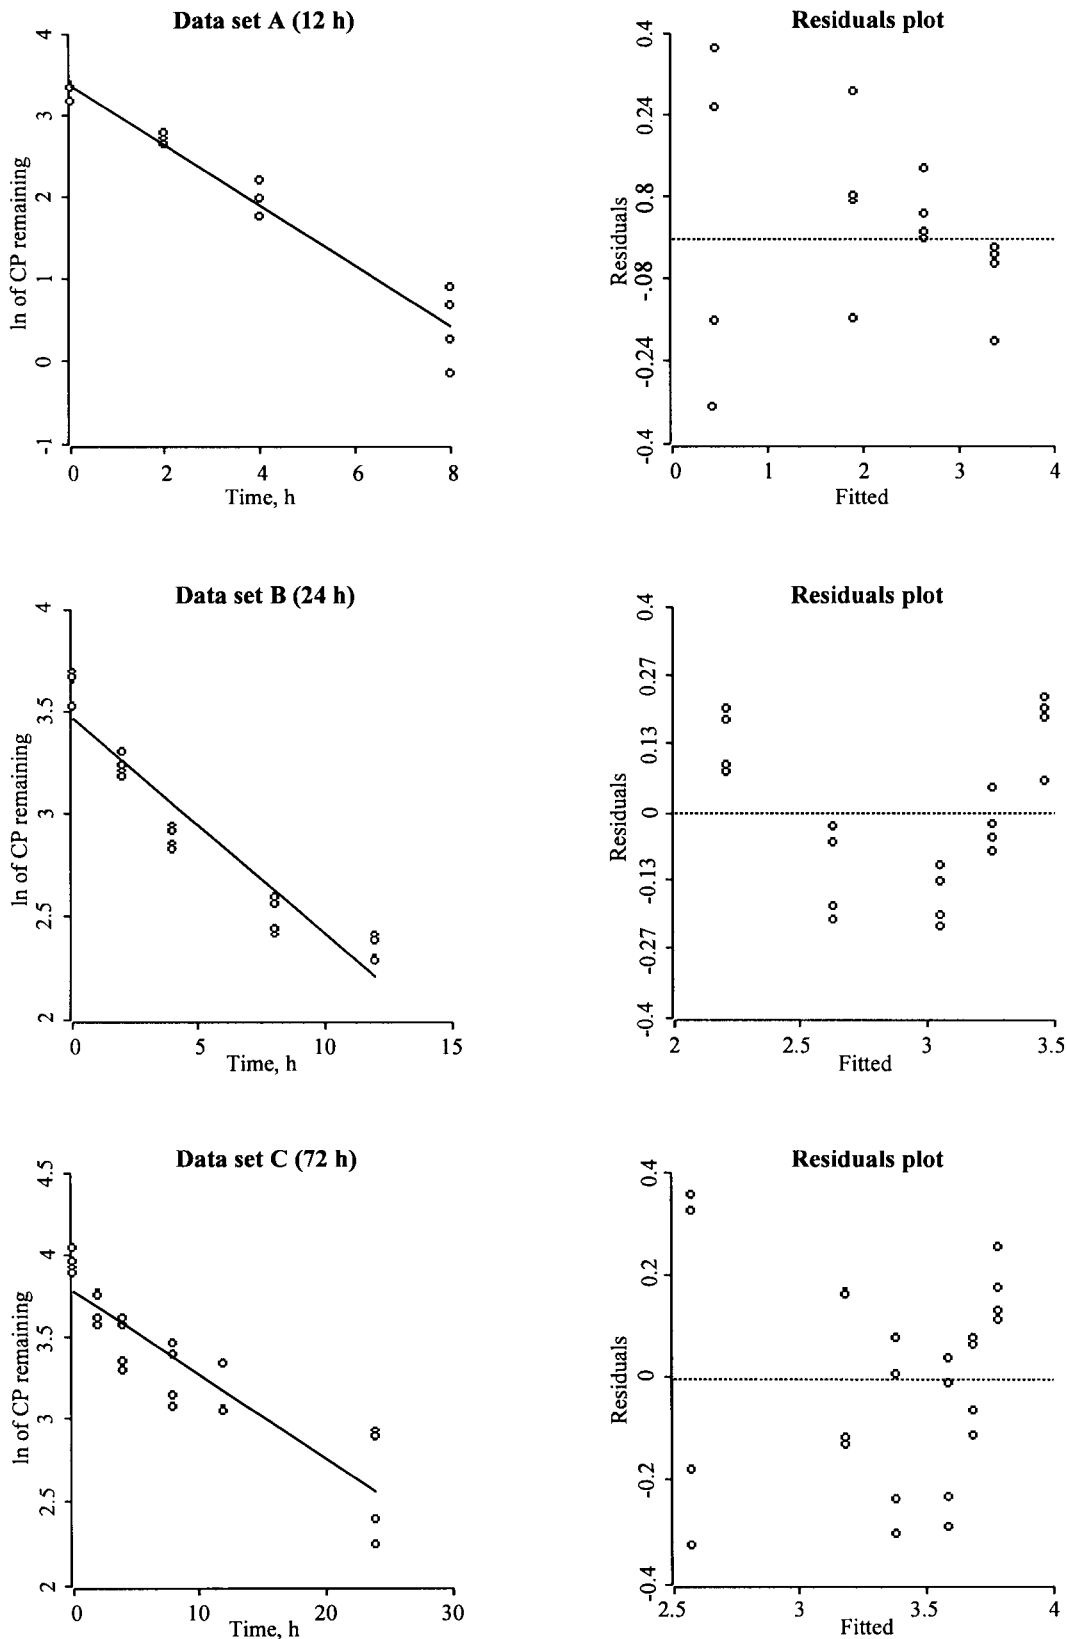 Data set A (12 h)
4
3
2
1
0
-1
ln of CP remaining
0 2 4 6 8
Time, h
Residuals plot
0.4
0.24
0.8
-.08
-0.24
-0.4
Residuals
0 1 2 3 4
Fitted
Data set B (24 h)
4
3.5
3
2.5
2
ln of CP remaining
0 5 10 15
Time, h
Residuals plot
0.4
0.27
0.13
0
-0.13
-0.27
-0.4
Residuals
2 2.5 3 3.5
Fitted
Data set C (72 h)
4.5
4
3.5
3
2.5
2
ln of CP remaining
0 10 20 30
Time, h
Residuals plot
0.4
0.2
0
-0.2
-0.4
Residuals
2.5 3 3.5 4
Fitted